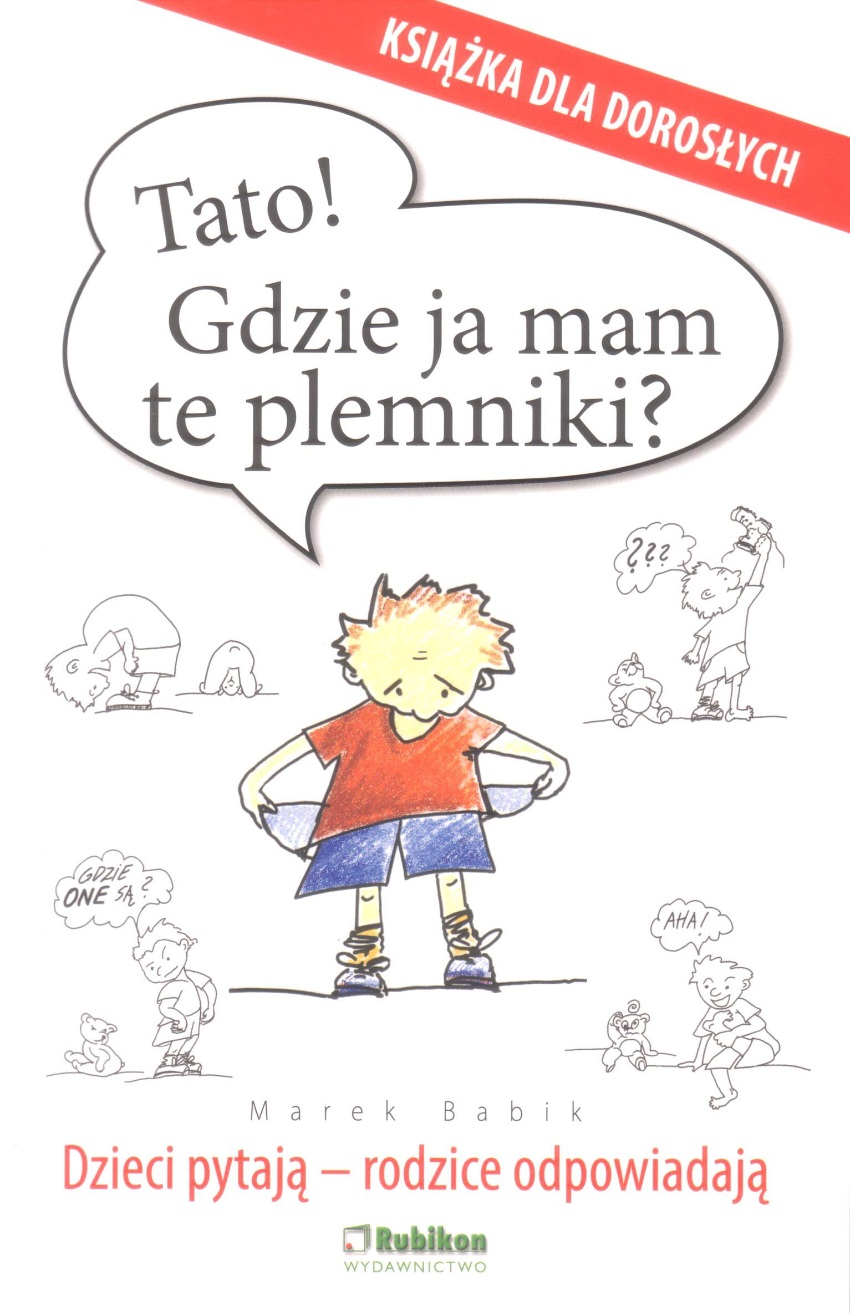 KSIĄŻKA DLA DOROSŁYCH
Tato!
Gdzie ja mam
te plemniki?
???
GDZIE
ONE SĄ?
AHA!
Marek Babik
Dzieci pytają – rodzice odpowiadają
Rubikon
WYDAWNICTWO